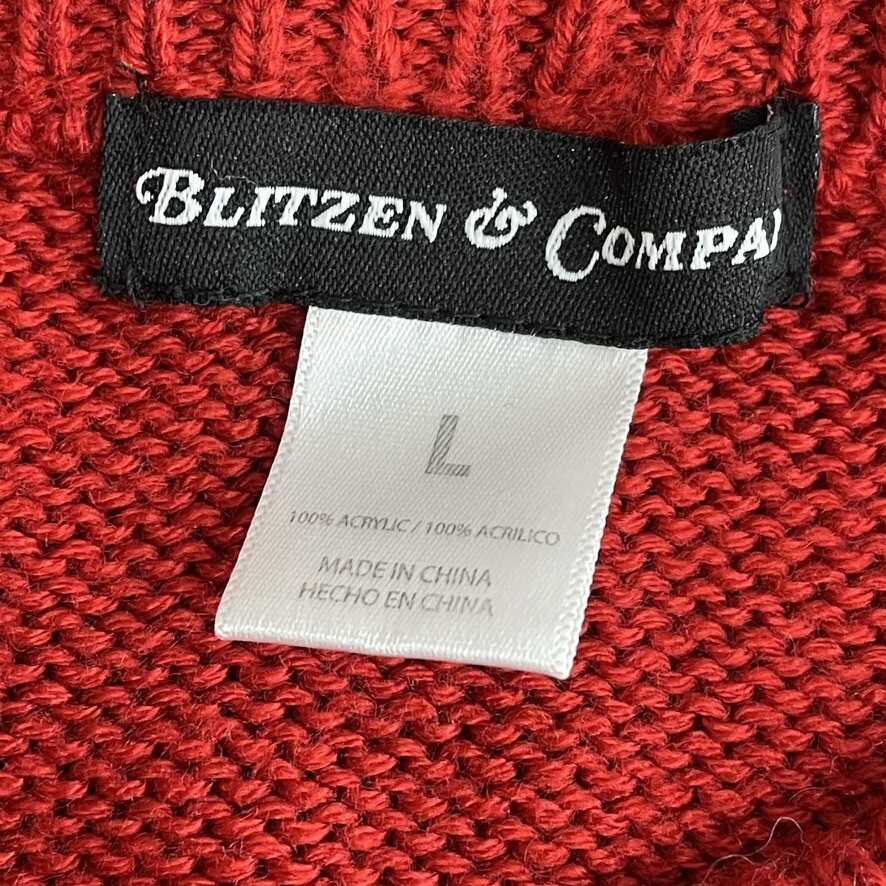 BLITZEN & COMPA
L
100% ACRYLIC / 100% ACRILICO
MADE IN CHINA
HECHO EN CHINA